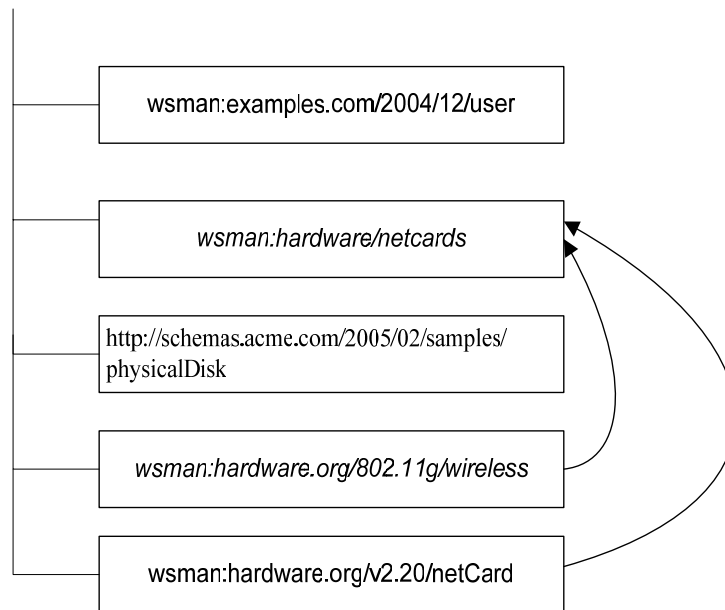 wsman:examples.com/2004/12/user
wsman:hardware/netcards
http://schemas.acme.com/2005/02/samples/
physicalDisk
wsman:hardware.org/802.11g/wireless
wsman:hardware.org/v2.20/netCard